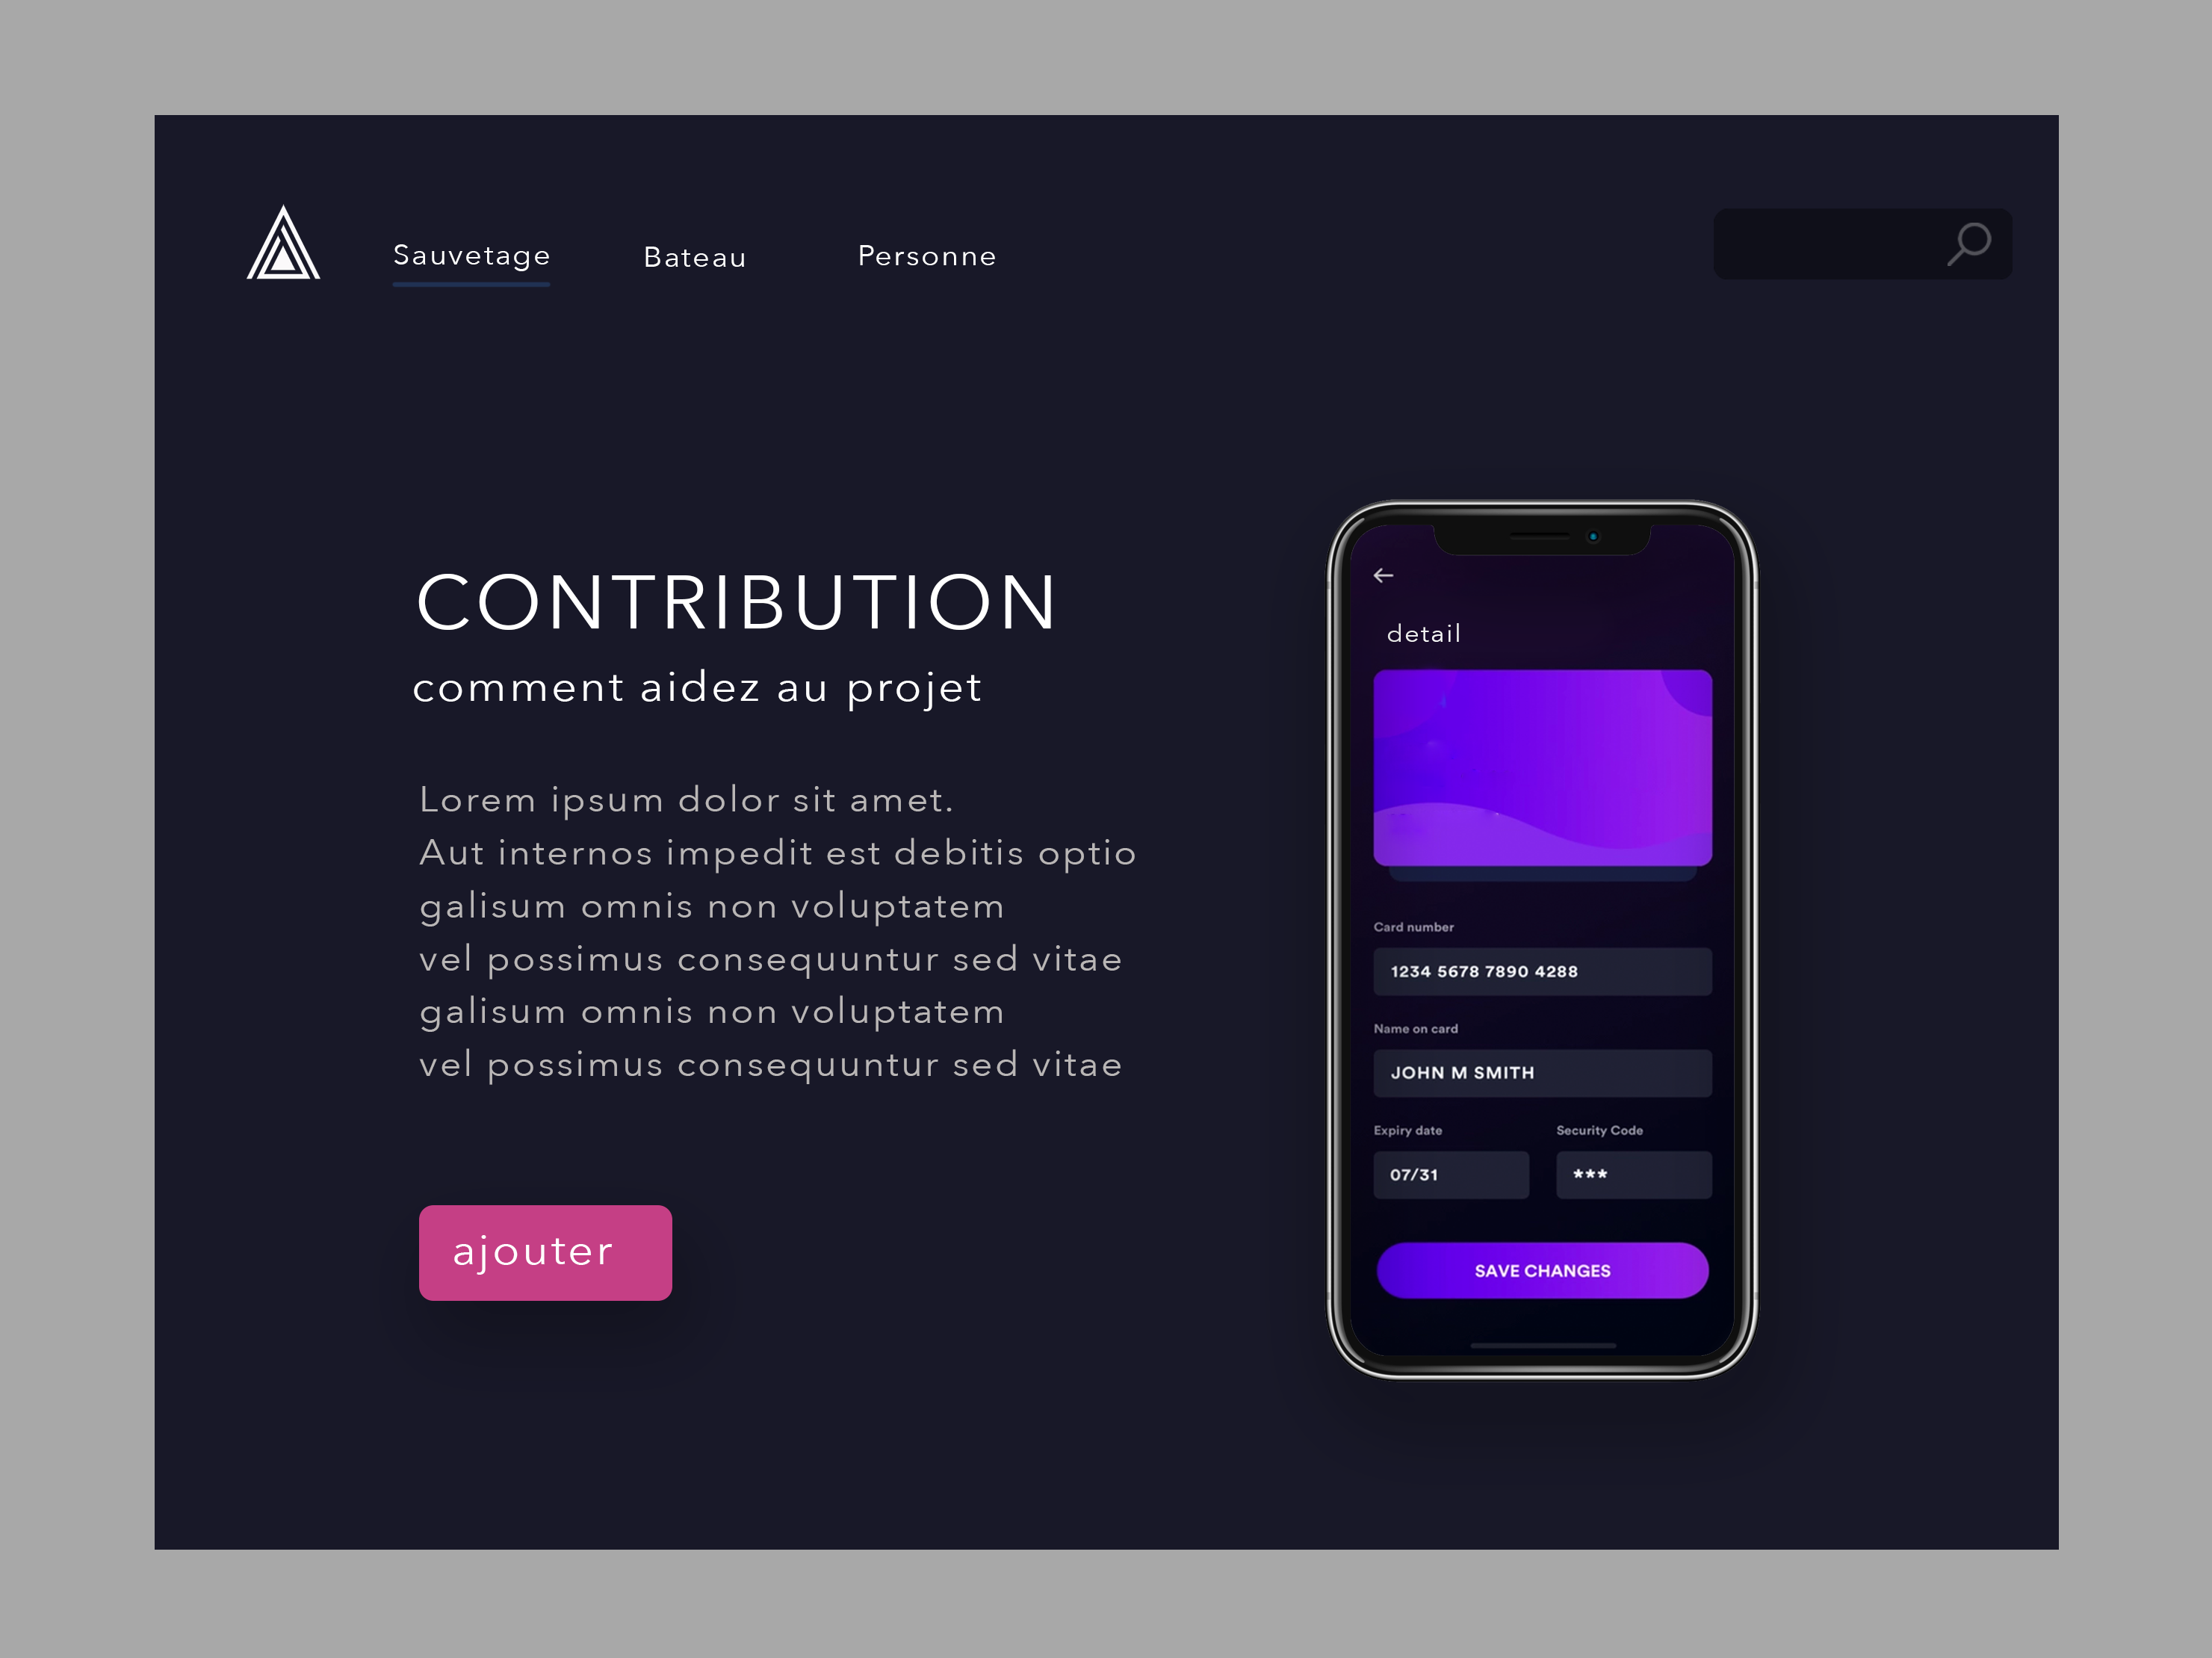 Sauvetage
Bateau
Personne
CONTRIBUTION
comment aidez au projet
Lorem ipsum dolor sit amet.
Aut internos impedit est debitis optio
galisum omnis non voluptatem
vel possimus consequuntur sed vitae
galisum omnis non voluptatem
vel possimus consequuntur sed vitae
ajouter
detail
Card number
1234 5678 7890 4288
Name on card
JOHN M SMITH
Expiry date
Security Code
07/31
***
SAVE CHANGES